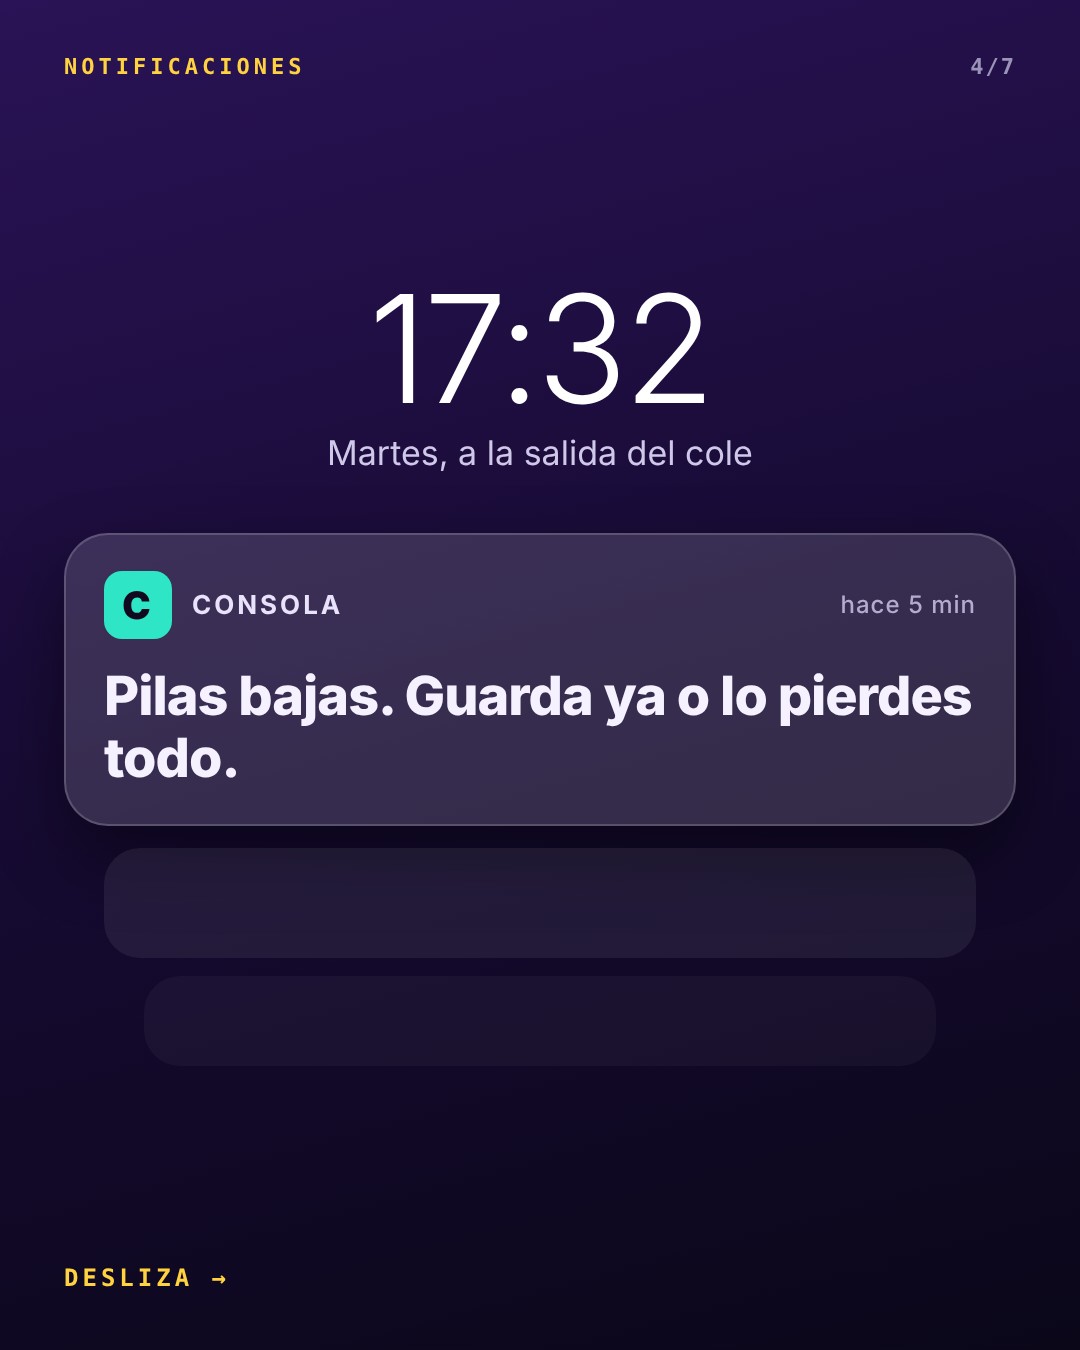 NOTIFICACIONES
4/7
17:32
Martes, a la salida del cole
C CONSOLA
hace 5 min
Pilas bajas. Guarda ya o lo pierdes
todo.
DESLIZA →